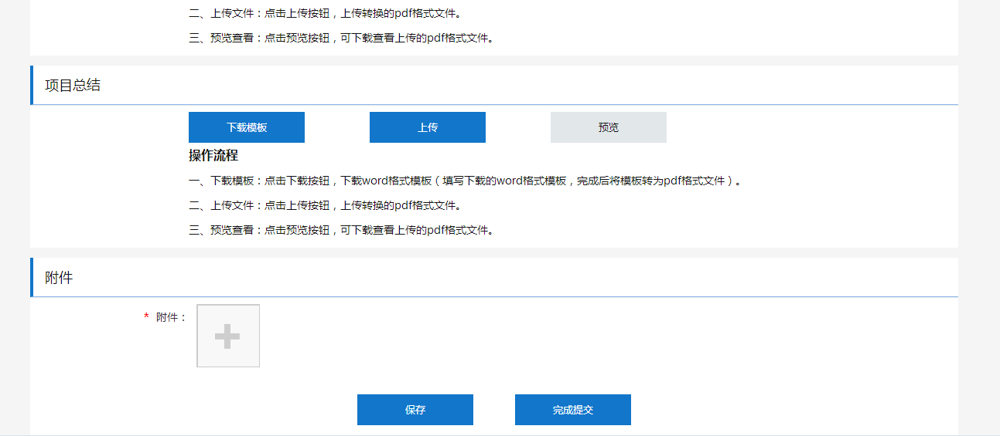 二、上传文件：点击上传按钮，上传转换的pdf格式文件。
三、预览查看：点击预览按钮，可下载查看上传的pdf格式文件。
项目总结
下载模板 上传 预览
操作流程
一、下载模板：点击下载按钮，下载word格式模板（填写下载的word格式模板，完成后将模板转为pdf格式文件）。
二、上传文件：点击上传按钮，上传转换的pdf格式文件。
三、预览查看：点击预览按钮，可下载查看上传的pdf格式文件。
附件
* 附件：
保存 完成提交